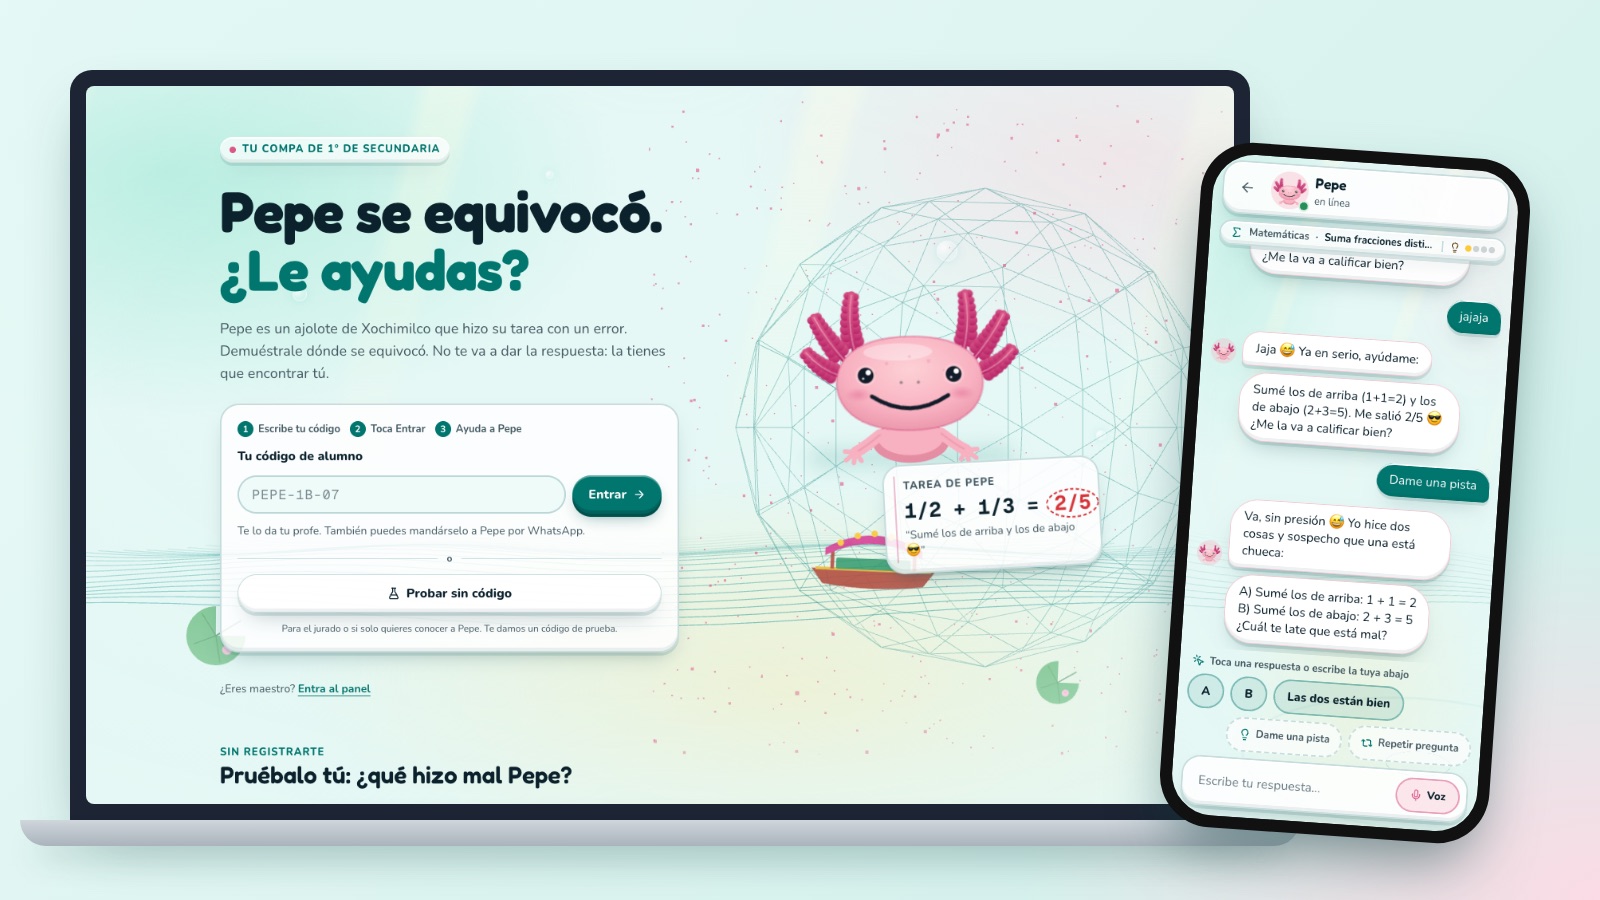 TU COMPA DE 1° DE SECUNDARIA
Pepe se equivocó.
¿Le ayudas?
Pepe es un ajolote de Xochimilco que hizo su tarea con un error.
Demuéstrale dónde se equivocó. No te va a dar la respuesta: la tienes
que encontrar tú.
1 Escribe tu código 2 Toca Entrar 3 Ayuda a Pepe
Tu código de alumno
PEPE-1B-07
Entrar →
Te lo da tu profe. También puedes mandárselo a Pepe por WhatsApp.
o
Probar sin código
Para el jurado o si solo quieres conocer a Pepe. Te damos un código de prueba.
¿Eres maestro? Entra al panel
SIN REGISTRARTE
Pruébalo tú: ¿qué hizo mal Pepe?
TAREA DE PEPE
1/2 + 1/3 = 2/5
"Sumé los de arriba y los de abajo
😎"
← Pepe
en línea
Matemáticas · Suma fracciones disti...
¿Me la va a calificar bien?
jajaja
Jaja 😅 Ya en serio, ayúdame:
Sumé los de arriba (1+1=2) y los
de abajo (2+3=5). Me salió 2/5 😎
¿Me la va a calificar bien?
Dame una pista
Va, sin presión 😅 Yo hice dos
cosas y sospecho que una está
chueca:
A) Sumé los de arriba: 1 + 1 = 2
B) Sumé los de abajo: 2 + 3 = 5
¿Cuál te late que está mal?
Toca una respuesta o escribe la tuya abajo
A B Las dos están bien
Dame una pista Repetir pregunta
Escribe tu respuesta... Voz